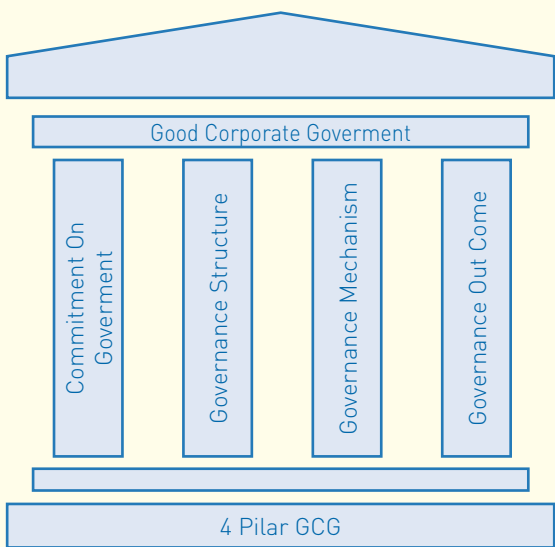 Good Corporate Goverment
Commitment On
Goverment
Governance Structure
Governance Mechanism
Governance Out Come
4 Pilar GCG